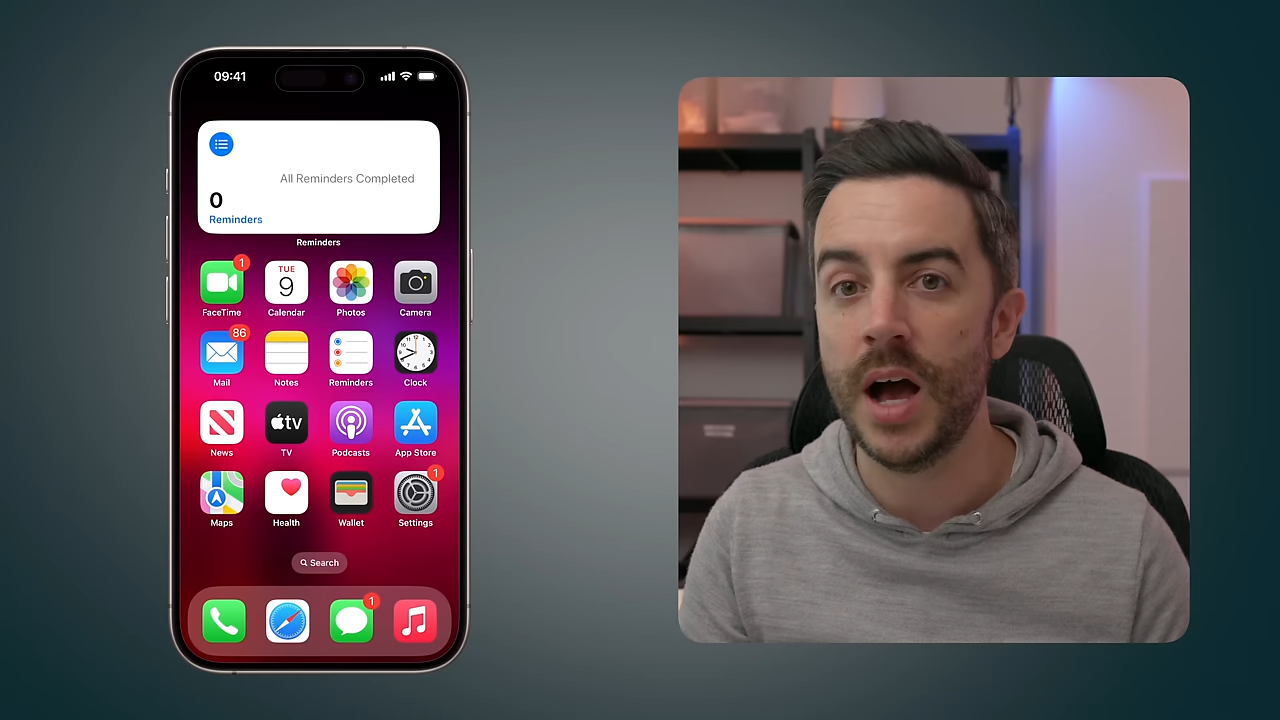 09:41
All Reminders Completed
0
Reminders
Reminders
1
TUE
9
FaceTime Calendar Photos Camera
86
Mail Notes Reminders Clock
tv
News TV Podcasts App Store
1
Maps Health Wallet Settings
Search
1